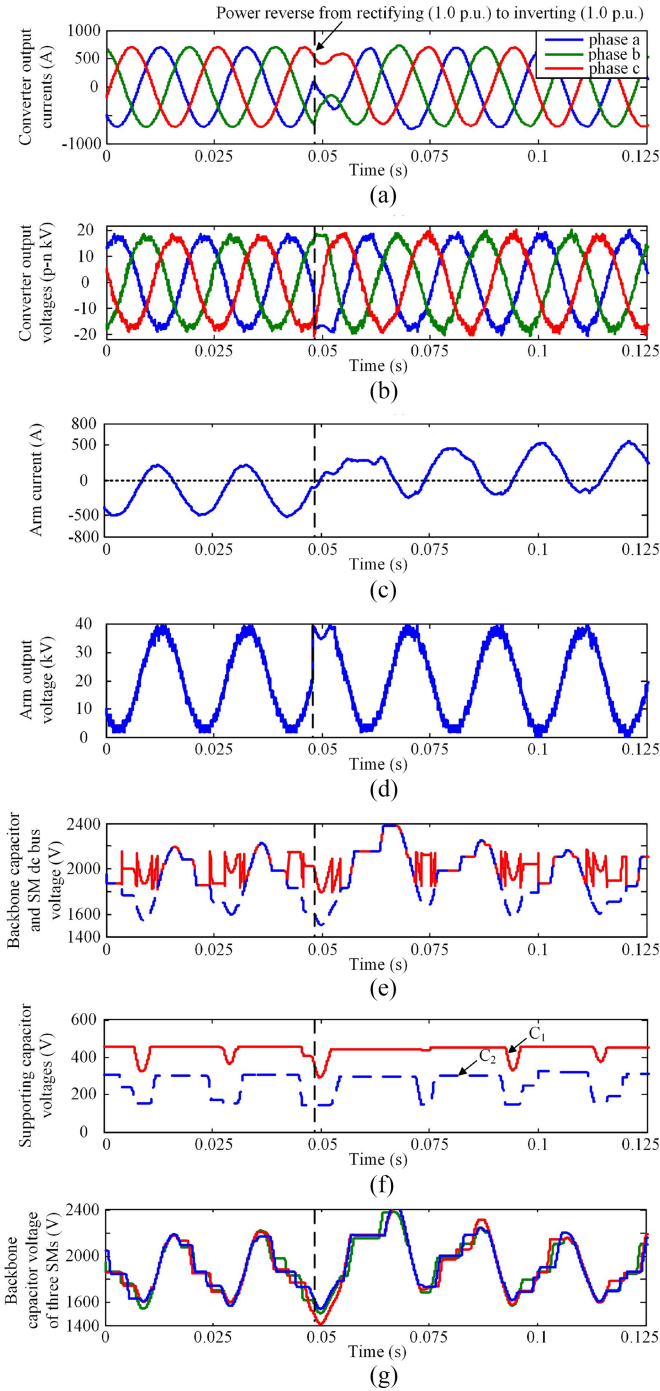 Power reverse from rectifying (1.0 p.u.) to inverting (1.0 p.u.)
Converter output
currents (A)
1000
500
0
-1000
phase a
phase b
phase c
0
0.025
0.05
0.075
0.1
0.125
Time (s)
(a)
Converter output
voltages (p-n kV)
20
10
0
-10
-20
0
0.025
0.05
0.075
0.1
0.125
Time (s)
(b)
Arm current (A)
800
500
0
-500
-800
0
0.025
0.05
0.075
0.1
0.125
Time (s)
(c)
Arm output
voltage (kV)
40
30
20
10
0
0
0.025
0.05
0.075
0.1
0.125
Time (s)
(d)
Backbone capacitor
and SM dc bus
voltage (V)
2400
2000
1600
1400
0
0.025
0.05
0.075
0.1
0.125
Time (s)
(e)
Supporting capacitor
voltages (V)
600
400
200
0
C1
C2
0
0.025
0.05
0.075
0.1
0.125
Time (s)
(f)
Backbone
capacitor voltage
of three SMs (V)
2400
2000
1600
1400
0
0.025
0.05
0.075
0.1
0.125
Time (s)
(g)